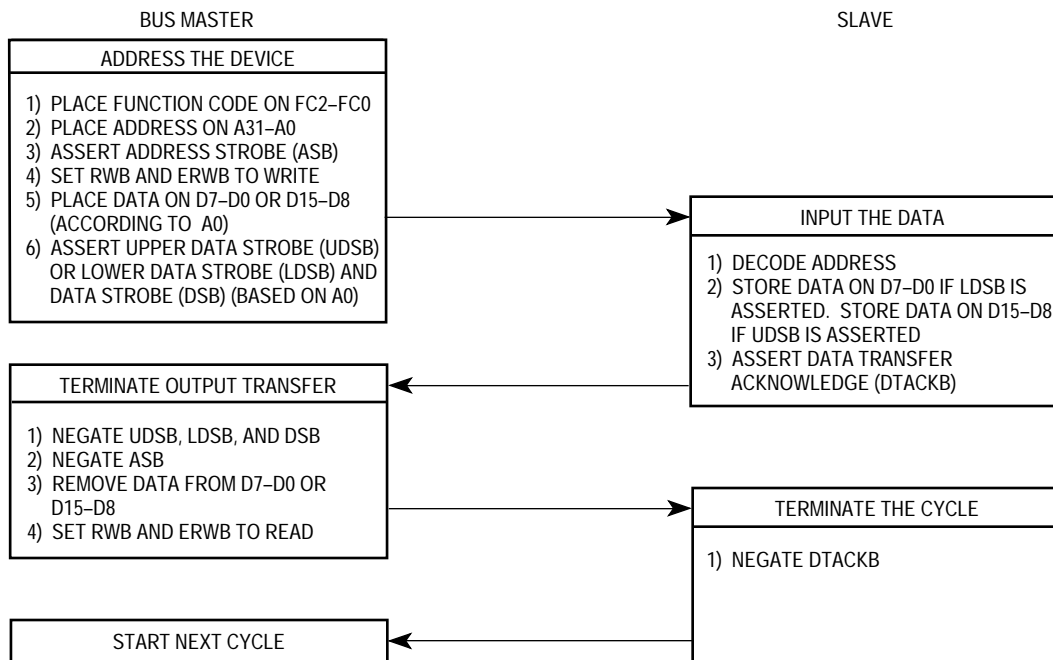 BUS MASTER
SLAVE
ADDRESS THE DEVICE
1) PLACE FUNCTION CODE ON FC2–FC0
2) PLACE ADDRESS ON A31–A0
3) ASSERT ADDRESS STROBE (ASB)
4) SET RWB AND ERWB TO WRITE
5) PLACE DATA ON D7–D0 OR D15–D8
(ACCORDING TO A0)
6) ASSERT UPPER DATA STROBE (UDSB)
OR LOWER DATA STROBE (LDSB) AND
DATA STROBE (DSB) (BASED ON A0)
INPUT THE DATA
1) DECODE ADDRESS
2) STORE DATA ON D7–D0 IF LDSB IS
ASSERTED. STORE DATA ON D15–D8
IF UDSB IS ASSERTED
3) ASSERT DATA TRANSFER
ACKNOWLEDGE (DTACKB)
TERMINATE OUTPUT TRANSFER
1) NEGATE UDSB, LDSB, AND DSB
2) NEGATE ASB
3) REMOVE DATA FROM D7–D0 OR
D15–D8
4) SET RWB AND ERWB TO READ
TERMINATE THE CYCLE
1) NEGATE DTACKB
START NEXT CYCLE